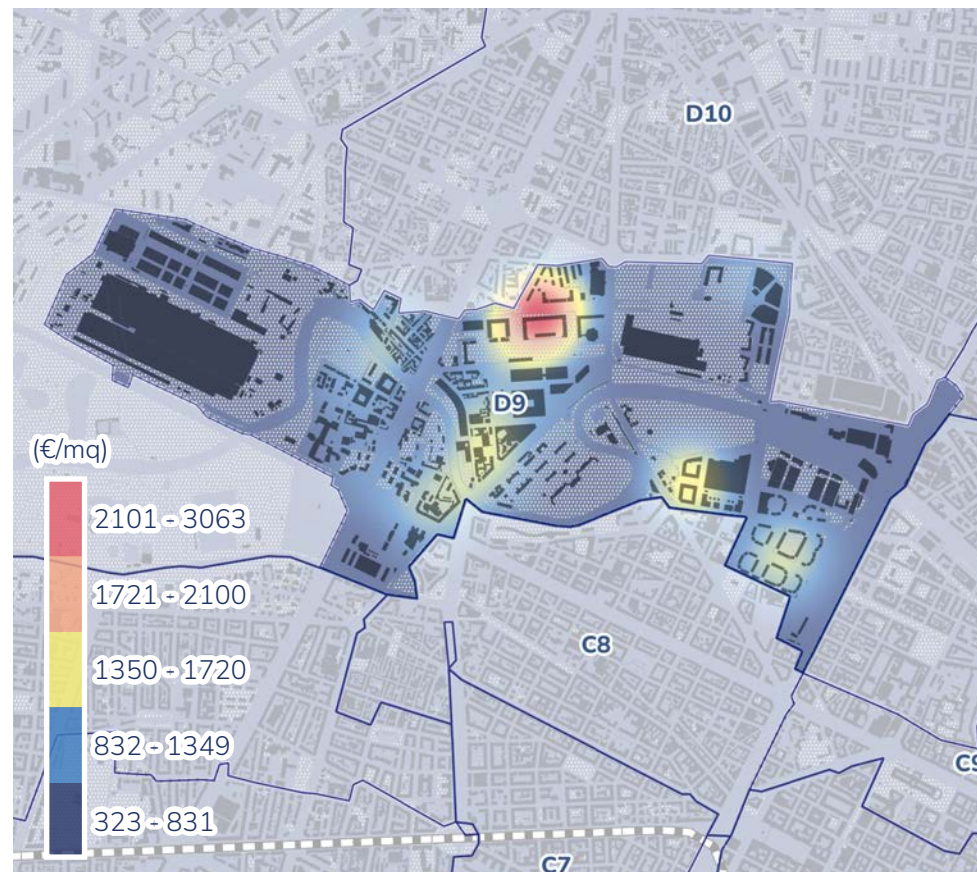 D10
D9
(€/mq)
2101 - 3063
1721 - 2100
1350 - 1720
832 - 1349
323 - 831
C8
C9
C7